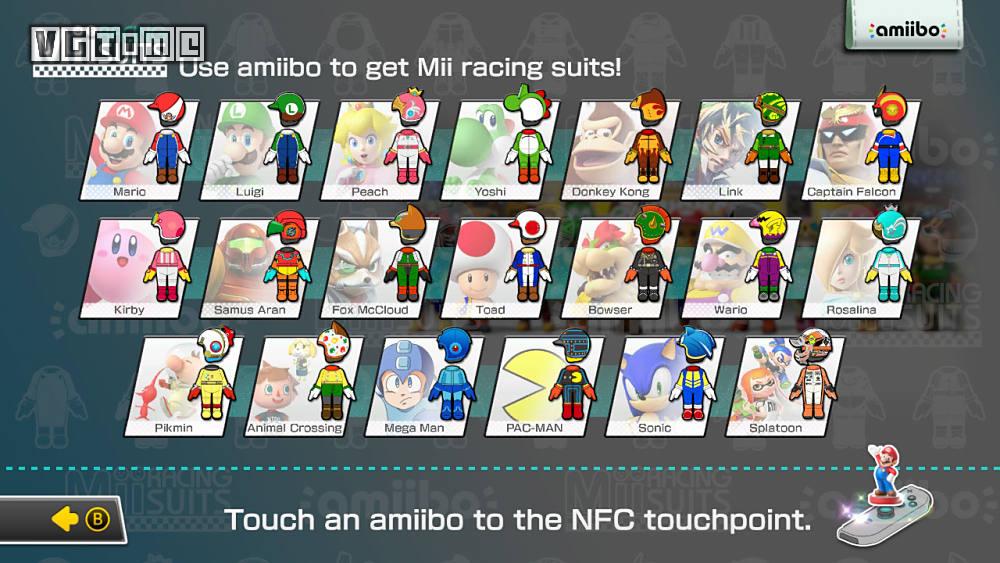 VGTIME
SUITS
Use amiibo to get Mii racing suits!
amiibo
Mario
Luigi
Peach
Yoshi
Donkey Kong
Link
Captain Falcon
Kirby
Samus Aran
Fox McCloud
Toad
Bowser
Wario
Rosalina
Pikmin
Animal Crossing
Mega Man
PAC-MAN
Sonic
Splatoon
B
Touch an amiibo to the NFC touchpoint.